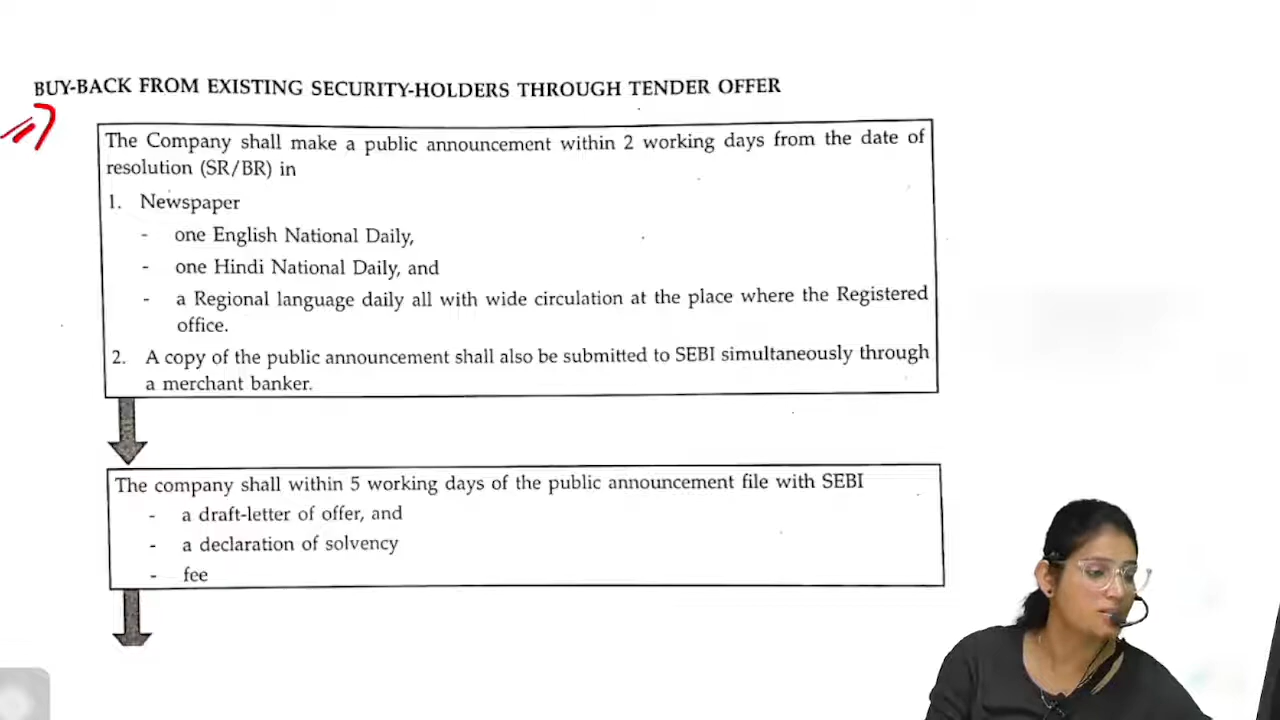 BUY-BACK FROM EXISTING SECURITY-HOLDERS THROUGH TENDER OFFER
The Company shall make a public announcement within 2 working days from the date of
resolution (SR/BR) in
1. Newspaper
- one English National Daily,
- one Hindi National Daily, and
- a Regional language daily all with wide circulation at the place where the Registered
office.
2. A copy of the public announcement shall also be submitted to SEBI simultaneously through
a merchant banker.
The company shall within 5 working days of the public announcement file with SEBI
- a draft-letter of offer, and
- a declaration of solvency
- fee